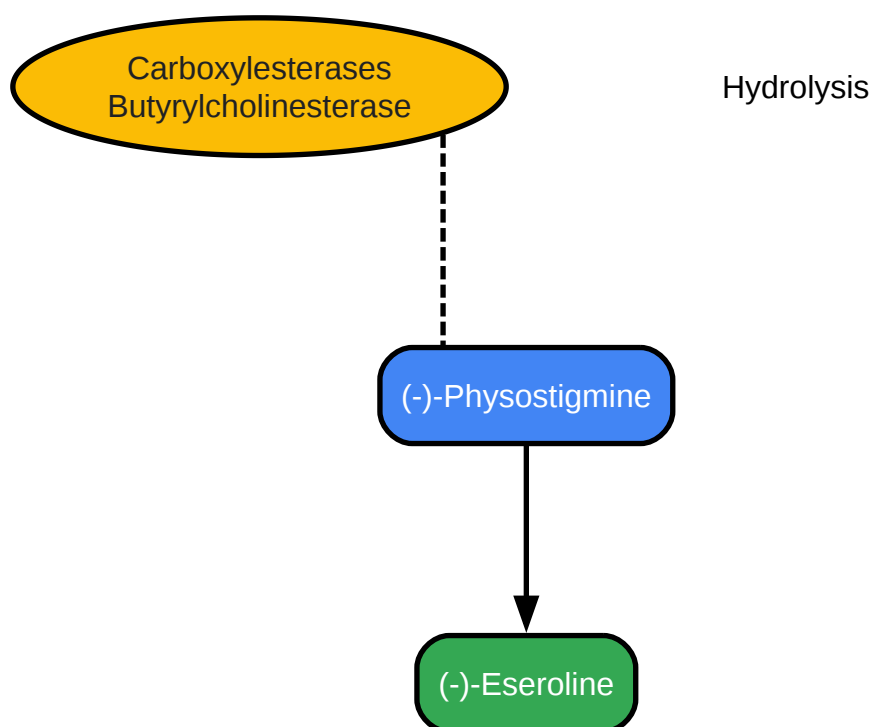 Carboxylesterases
Butyrylcholinesterase
Hydrolysis
(-)-Physostigmine
(-)-Eseroline